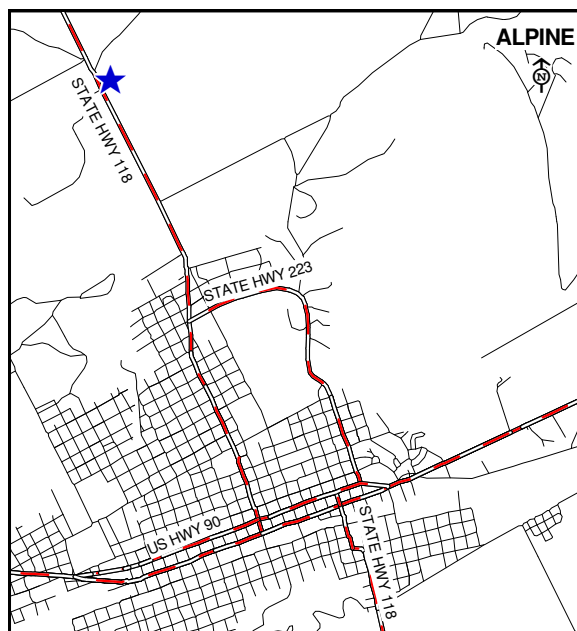 ALPINE
N
STATE HWY 118
STATE HWY 223
US HWY 90
STATE HWY 118